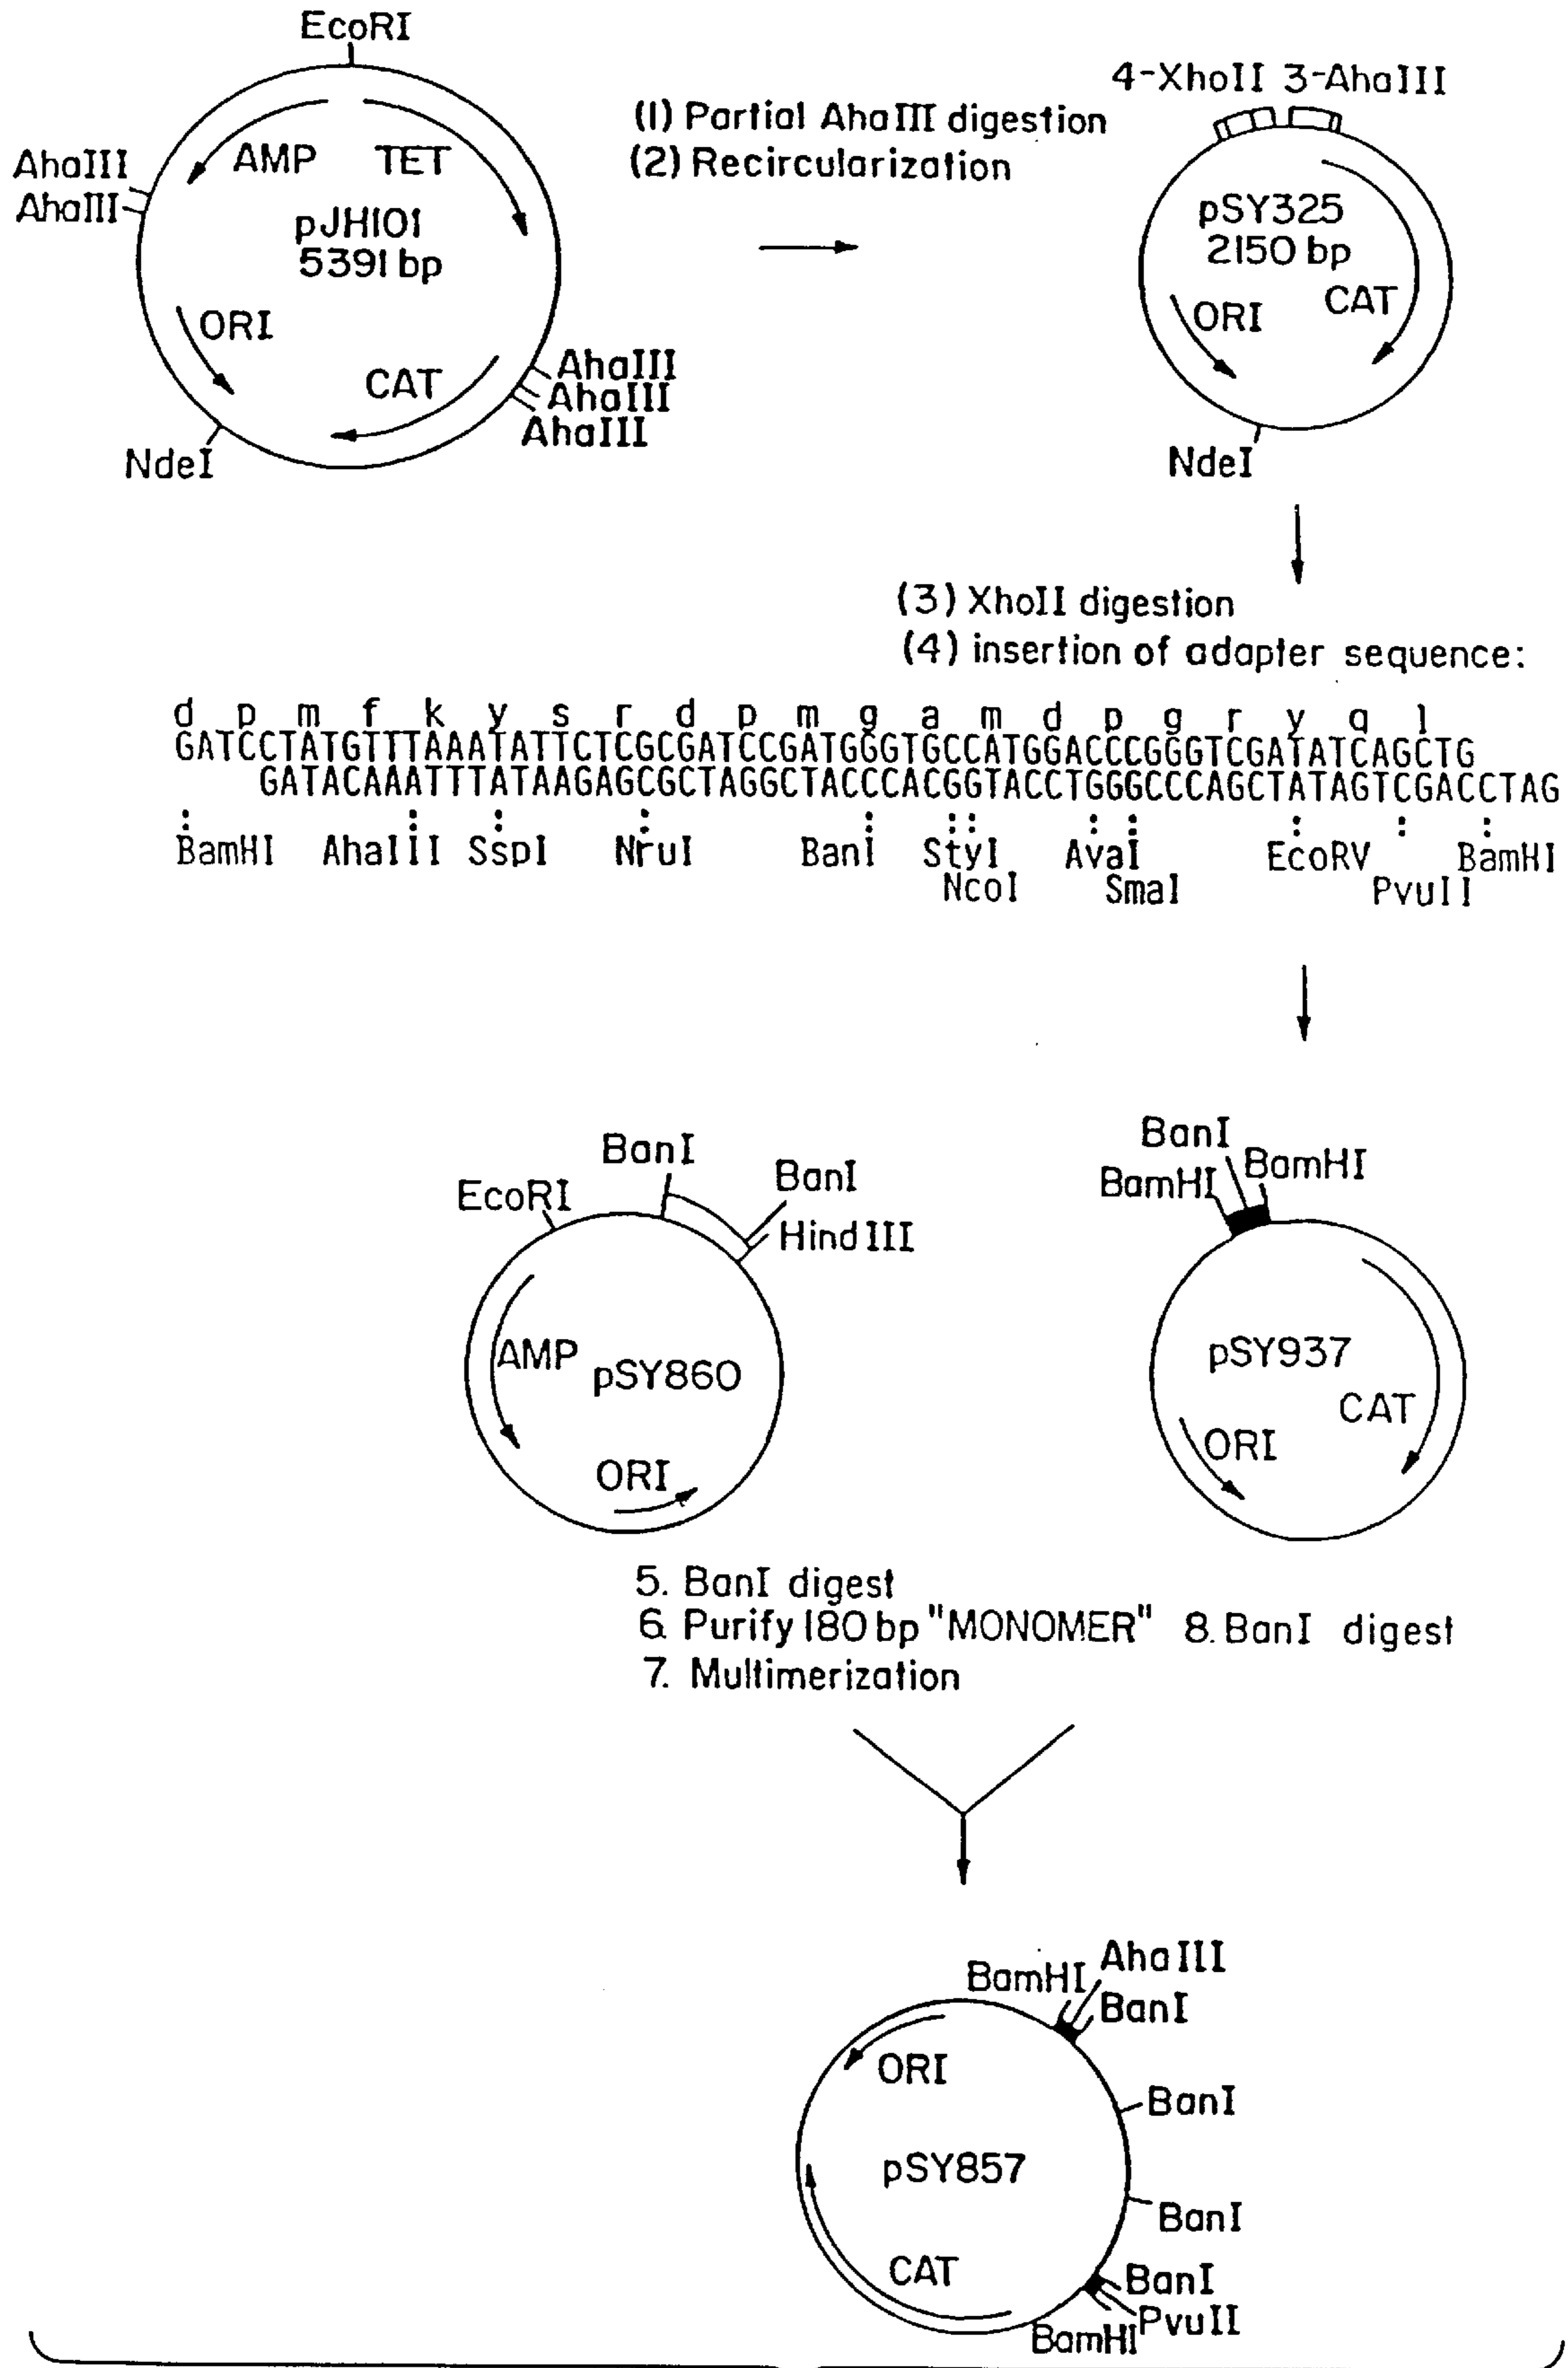 EcoRI
AhaIII
AhaIII
AMP TET
pJH101
5391 bp
ORI
CAT
AhaIII
AhaIII
AhaIII
NdeI
(1) Partial AhaIII digestion
(2) Recircularization
4-XhoII 3-AhaIII
pSY325
2150 bp
ORI
CAT
NdeI
(3) XhoII digestion
(4) insertion of adapter sequence:
d p m f k y s r d p m g a m d p g r y q l
GATCCTATGTTTAAATATTCTCGCGATCCGATGGGTGCCATGGACCCGGGTCGATATCAGCTG
GATACAAATTTATAAGAGCGCTAGGCTACCCACGGTACCTGGGCCCAGCTATAGTCGACCTAG
BamHI AhaIII SspI NruI BanI StyI AvaI EcoRV BamHI
NcoI SmaI PvuII
BanI
EcoRI
BanI
HindIII
AMP
pSY860
ORI
BanI
BamHI
BamHI
pSY937
CAT
ORI
5. BanI digest
6. Purify 180 bp "MONOMER" 8. BanI digest
7. Multimerization
AhaIII
BamHI
BanI
ORI
BanI
pSY857
BanI
CAT
BanI
PvuII
BamHI